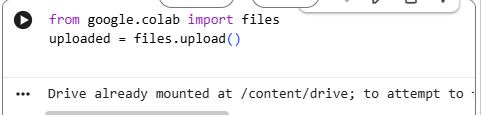 from google.colab import files
uploaded = files.upload()
Drive already mounted at /content/drive; to attempt to